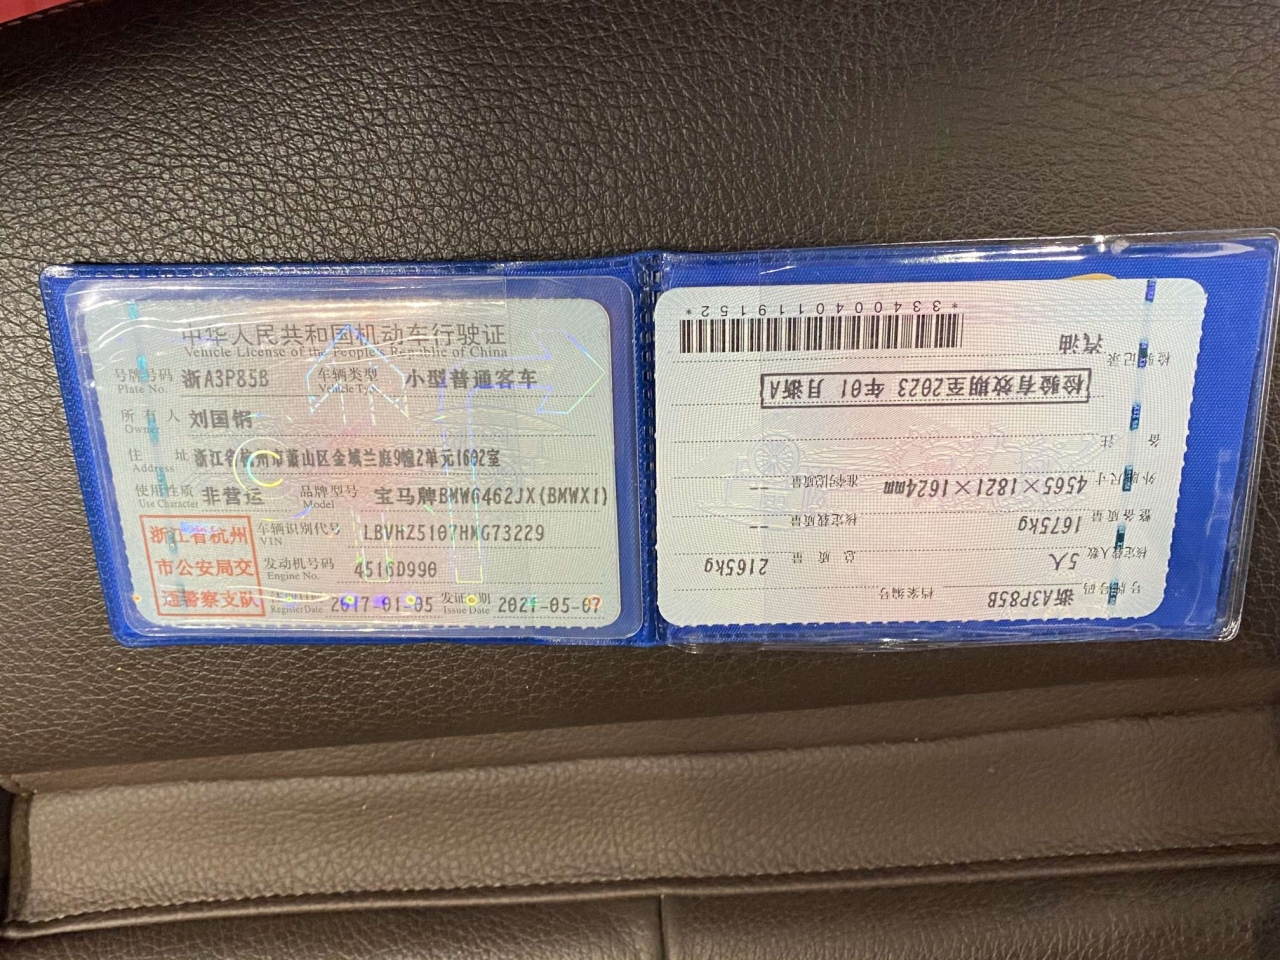 中华人民共和国机动车行驶证
Vehicle License of the People's Republic of China
号牌号码 浙A3P85B 车辆类型 小型普通客车
Plate No. Vehicle Type
所有人 刘国锅
Owner
住址 浙江省杭州市萧山区金域兰庭9幢2单元1602室
Address
使用性质 非营运 品牌型号 宝马牌BMW6462JX(BMWX1)
Use Character Model
浙江省杭州
市公安局交
通警察支队
车辆识别代号
VIN
发动机号码 4516D990
Engine No.
注册日期 2017-01-05 发证日期
Register Date Issue Date
号牌号码 浙A3P85B 档案编号
核定载人数 5人 总质量 2165kg
整备质量 1675kg 核定载质量 --
外廓尺寸 4565×1821×1624mm 准牵引总质量 --
备注
检验有效期至2023年01月浙A
检验记录
汽油
*3340040119152*